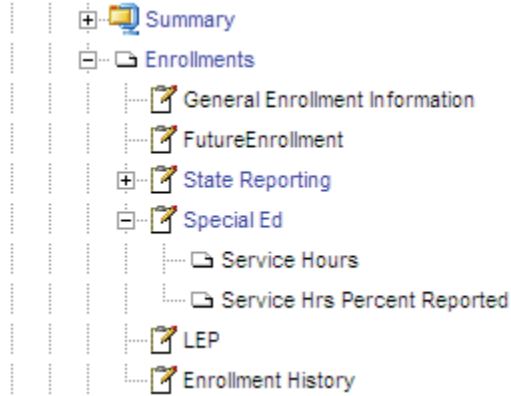 Summary
Enrollments
General Enrollment Information
FutureEnrollment
State Reporting
Special Ed
Service Hours
Service Hrs Percent Reported
LEP
Enrollment History